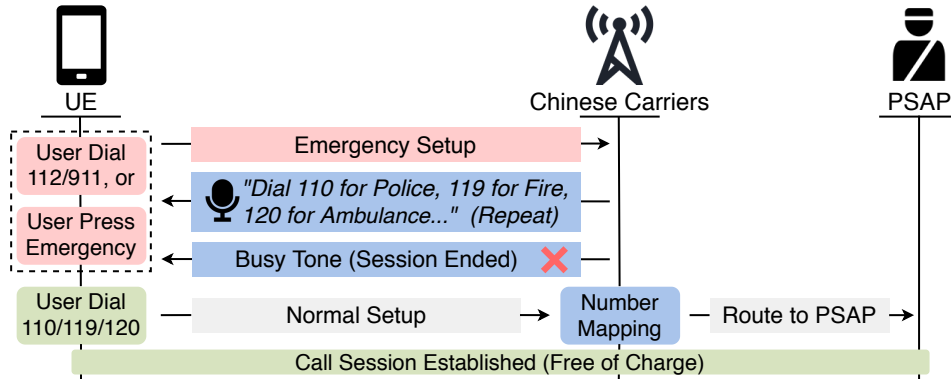 UE
Chinese Carriers
PSAP
User Dial
112/911, or
User Press
Emergency
Emergency Setup
"Dial 110 for Police, 119 for Fire,
120 for Ambulance..." (Repeat)
Busy Tone (Session Ended)
User Dial
110/119/120
Normal Setup
Number
Mapping
Route to PSAP
Call Session Established (Free of Charge)